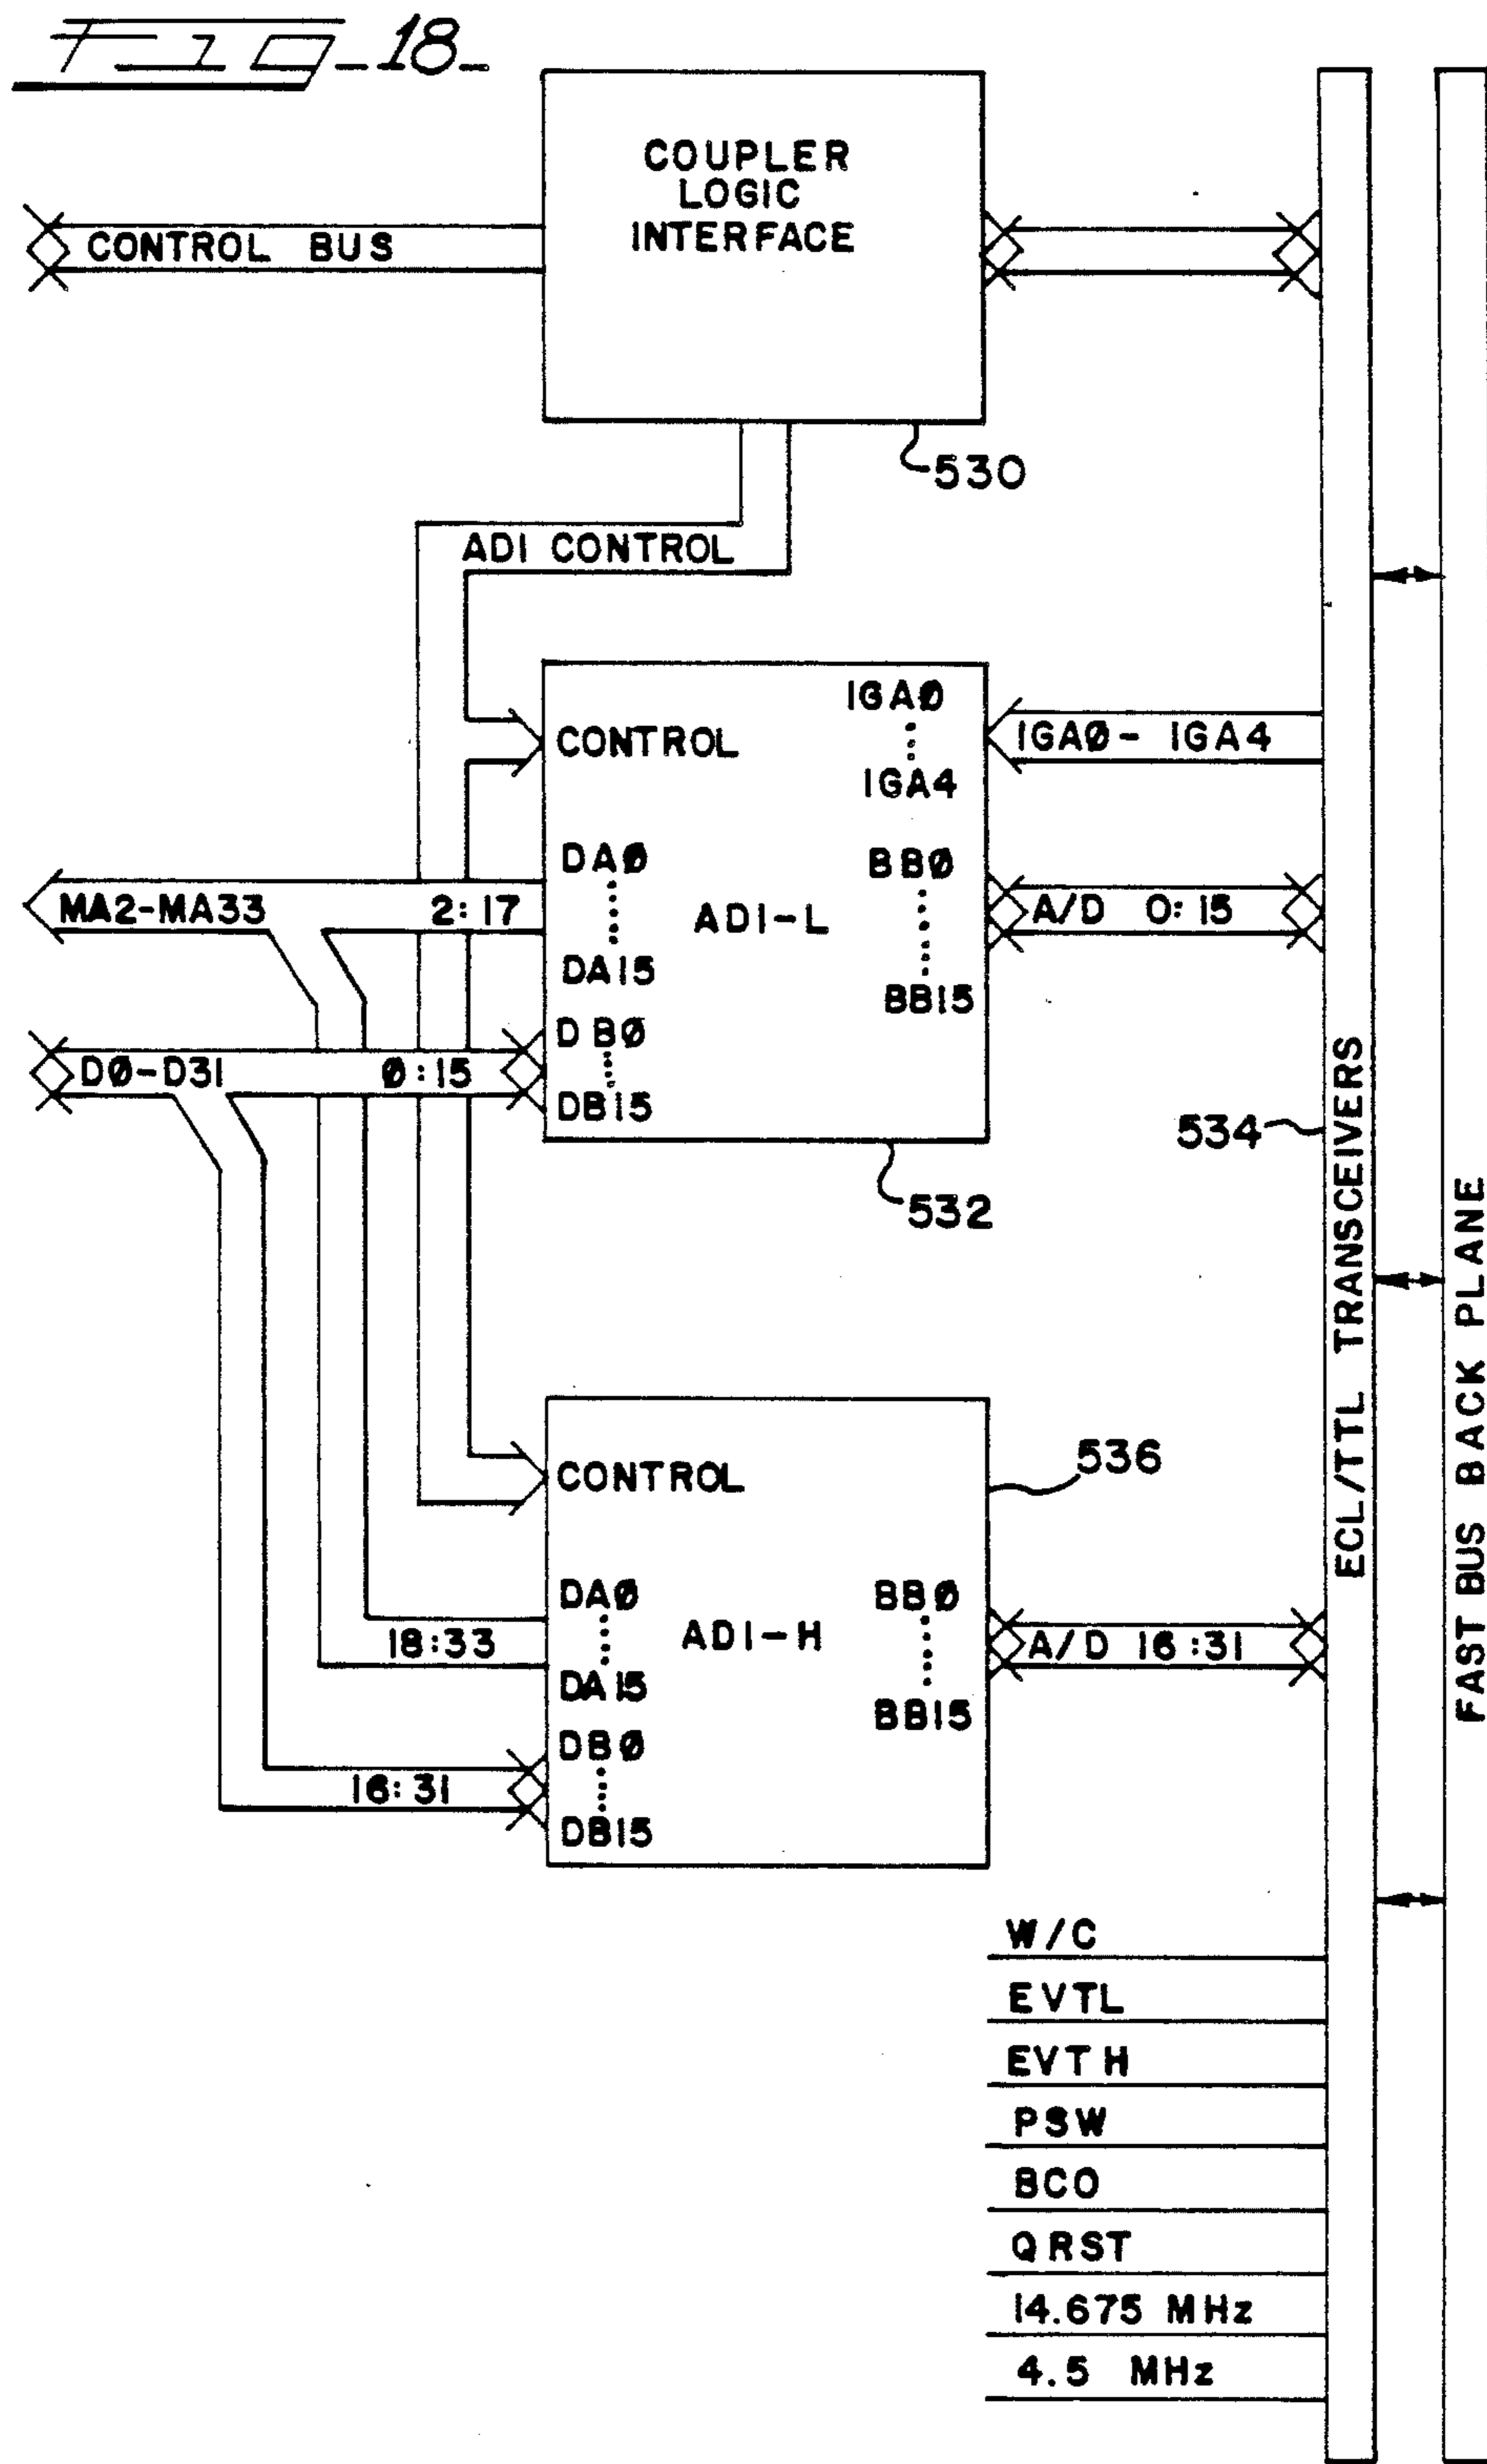 Fig_18_
COUPLER
LOGIC
INTERFACE
CONTROL BUS
530
ADI CONTROL
CONTROL
IGAØ
IGA4
IGAØ- IGA4
DAØ
DA15
MA2-MA33
2:17
ADI-L
BBØ
BB15
A/D 0:15
DBØ
DB15
DØ-D31
Ø:15
532
534
ECL/TTL TRANSCEIVERS
FAST BUS BACK PLANE
536
CONTROL
DAØ
DA15
18:33
ADI-H
BBØ
BB15
A/D 16:31
DBØ
DB15
16:31
W/C
EVTL
EVTH
PSW
BCO
QRST
14.675 MHz
4.5 MHz